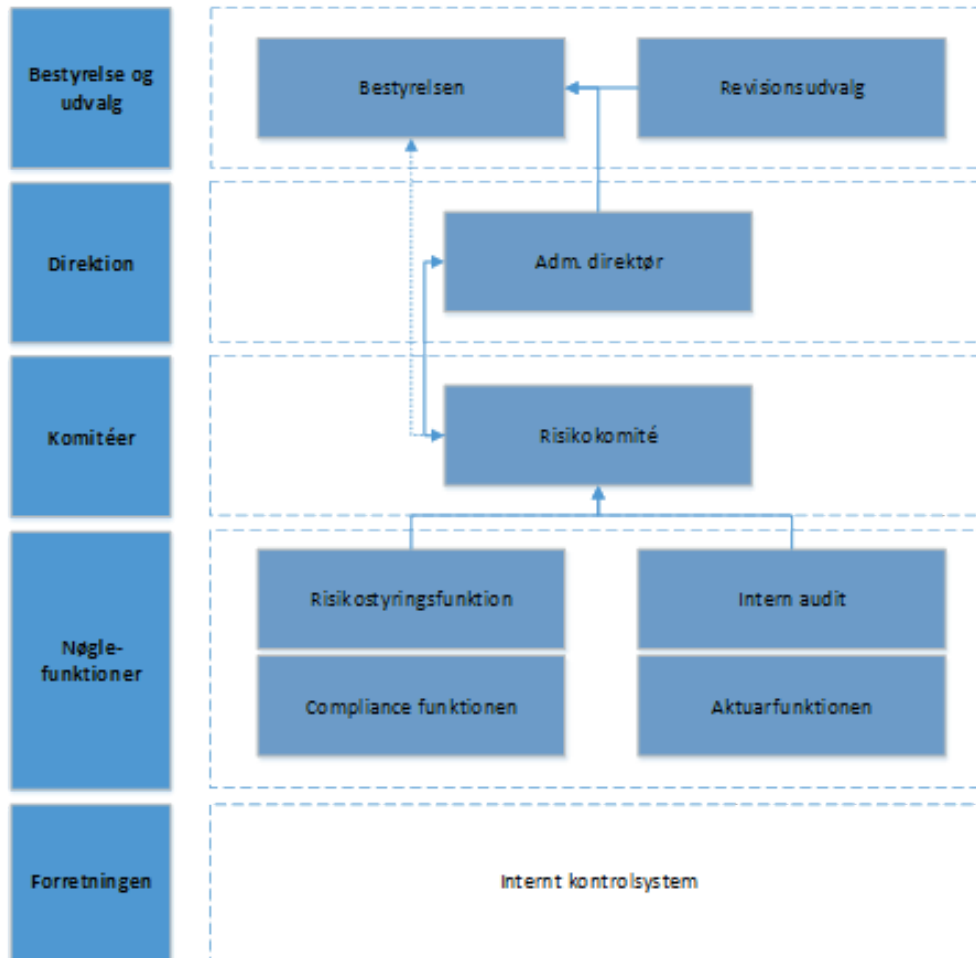 Bestyrelse og
udvalg
Bestyrelsen
Revisionsudvalg
Direktion
Adm. direktør
Komitéer
Risikokomité
Nøgle-
funktioner
Risikostyringsfunktion
Intern audit
Compliance funktionen
Aktuarfunktionen
Forretningen
Internt kontrolsystem